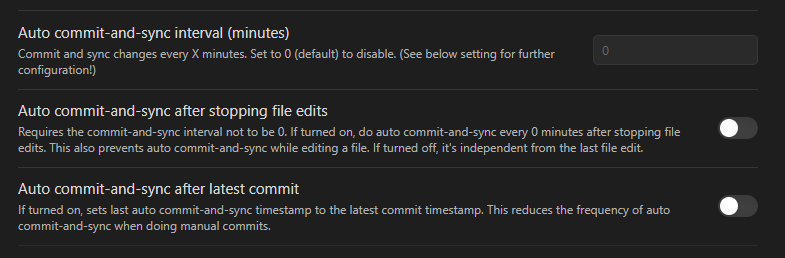 Auto commit-and-sync interval (minutes)
Commit and sync changes every X minutes. Set to 0 (default) to disable. (See below setting for further
configuration!)
0
Auto commit-and-sync after stopping file edits
Requires the commit-and-sync interval not to be 0. If turned on, do auto commit-and-sync every 0 minutes after stopping file
edits. This also prevents auto commit-and-sync while editing a file. If turned off, it's independent from the last file edit.
Auto commit-and-sync after latest commit
If turned on, sets last auto commit-and-sync timestamp to the latest commit timestamp. This reduces the frequency of auto
commit-and-sync when doing manual commits.